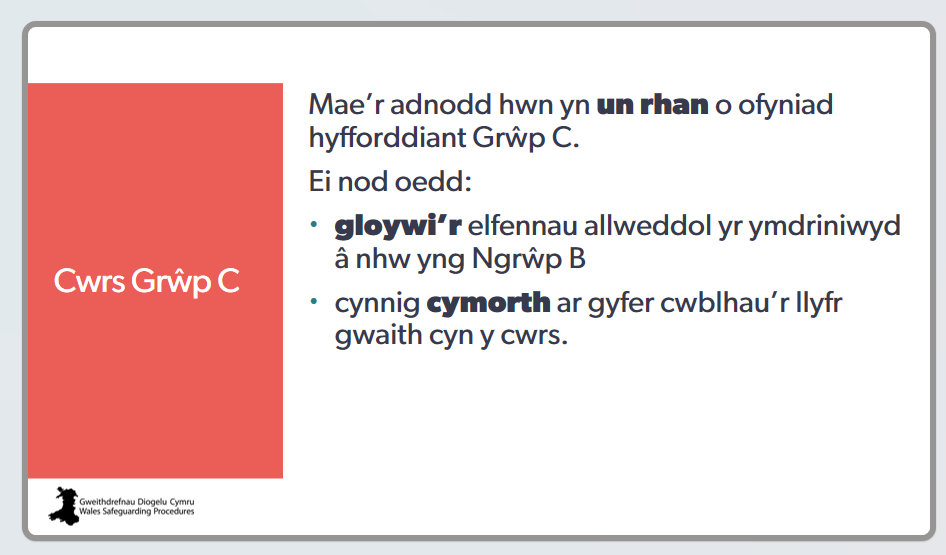 Mae'r adnodd hwn yn un rhan o ofyniad
hyfforddiant Grŵp C.
Ei nod oedd:
• gloywi'r elfennau allweddol yr ymdriniwyd
â nhw yng Ngrŵp B
• cynnig cymorth ar gyfer cwblhau'r llyfr
gwaith cyn y cwrs.
Cwrs Grŵp C
Gweithdrefnau Diogelu Cymru
Wales Safeguarding Procedures